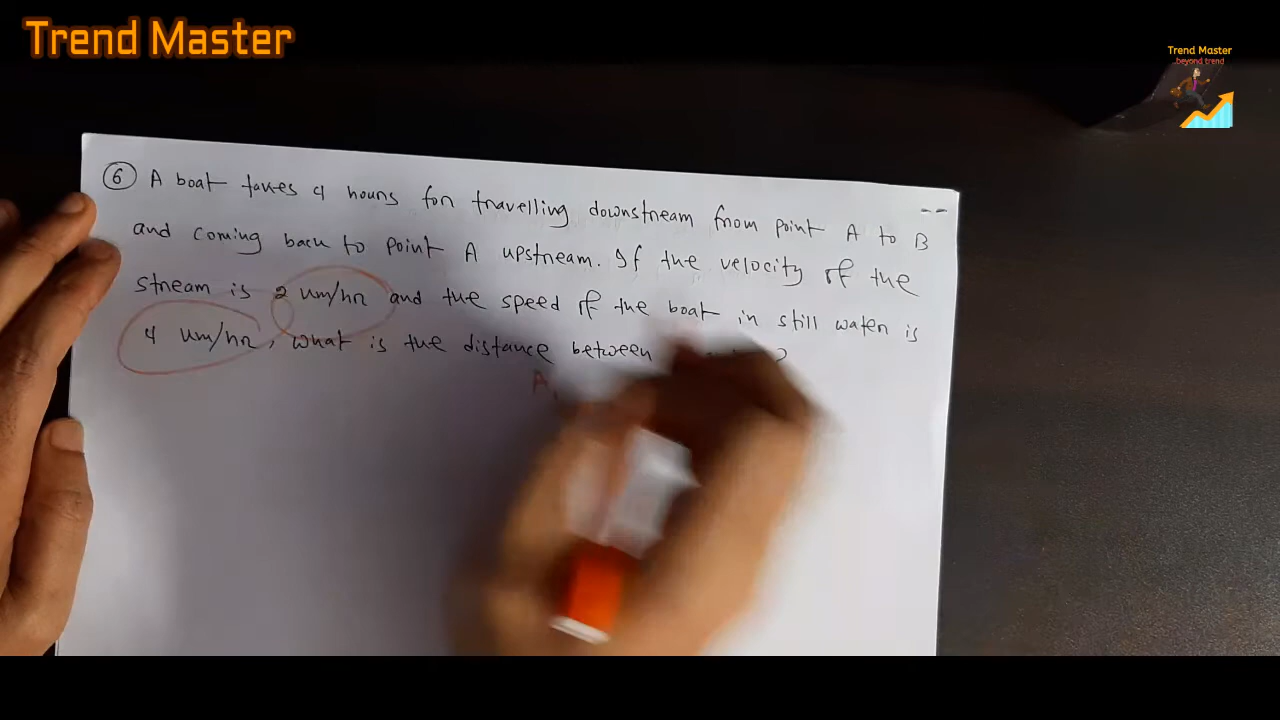 Trend Master
Trend Master
..beyond trend
6 A boat takes 4 hours for travelling downstream from point A to B
and coming back to point A upstream. If the velocity of the
stream is 2 km/hr and the speed of the boat in still water is
4 km/hr, what is the distance between
A